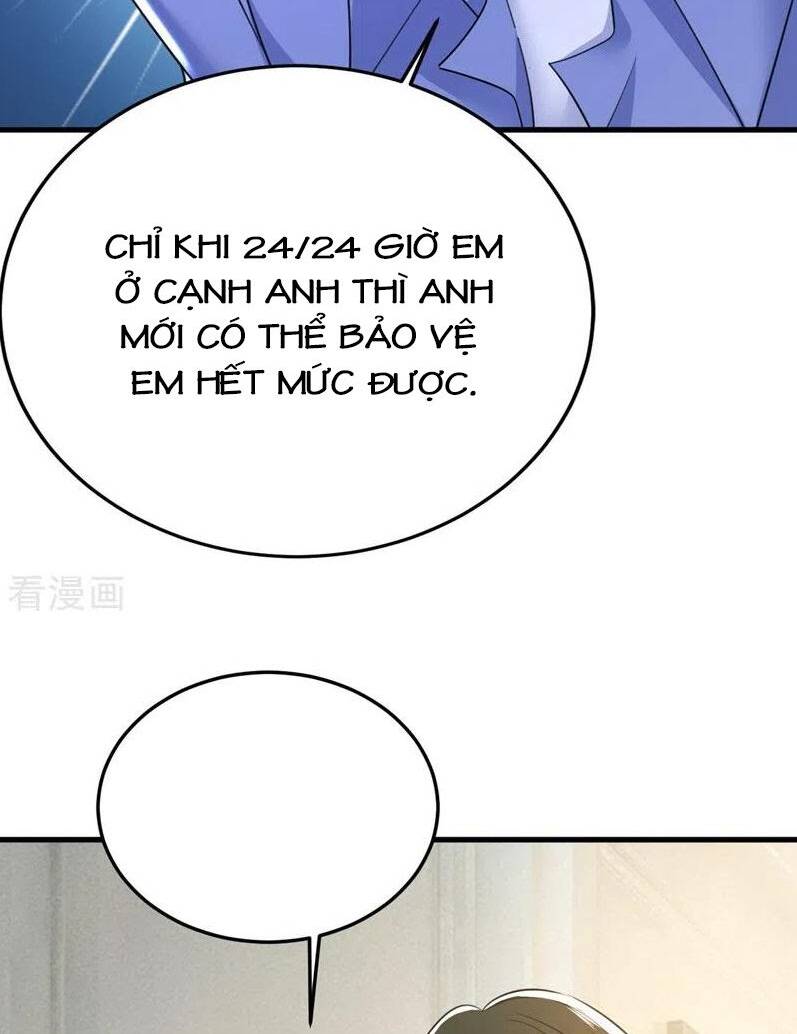 CHỈ KHI 24/24 GIỜ EM
Ở CẠNH ANH THÌ ANH
MỚI CÓ THỂ BẢO VỆ
EM HẾT MỨC ĐƯỢC.
看漫画